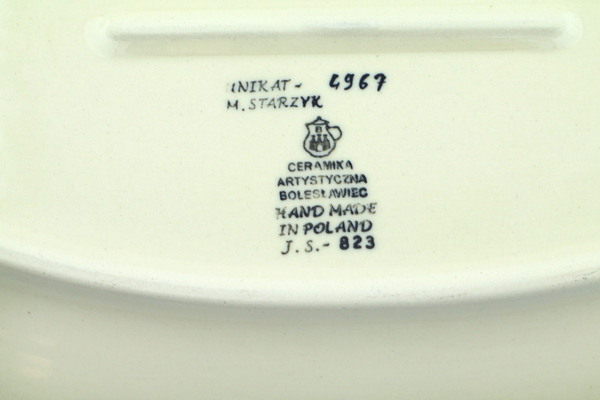 UNIKAT- 4967
M. STARZYK
B
CERAMIKA
ARTYSTYCZNA
BOLESŁAWIEC
HAND MADE
IN POLAND
J.S.- 823